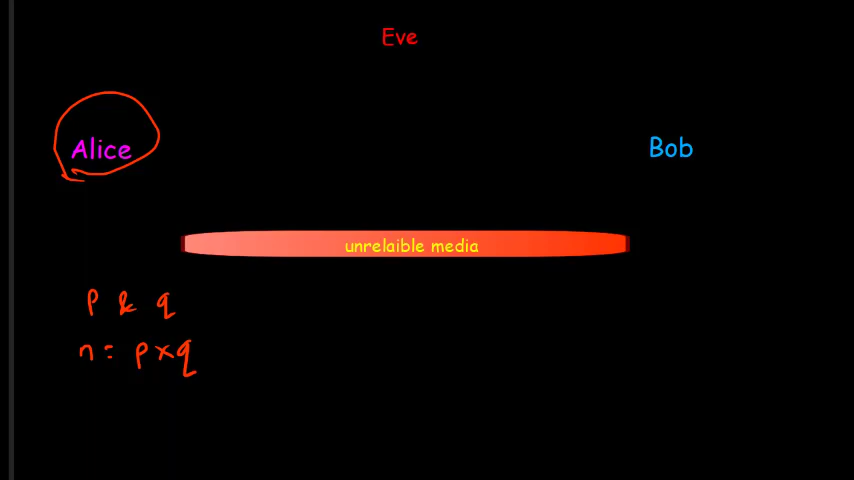 Eve
Alice
Bob
unrelaible media
p & q
n = p × q